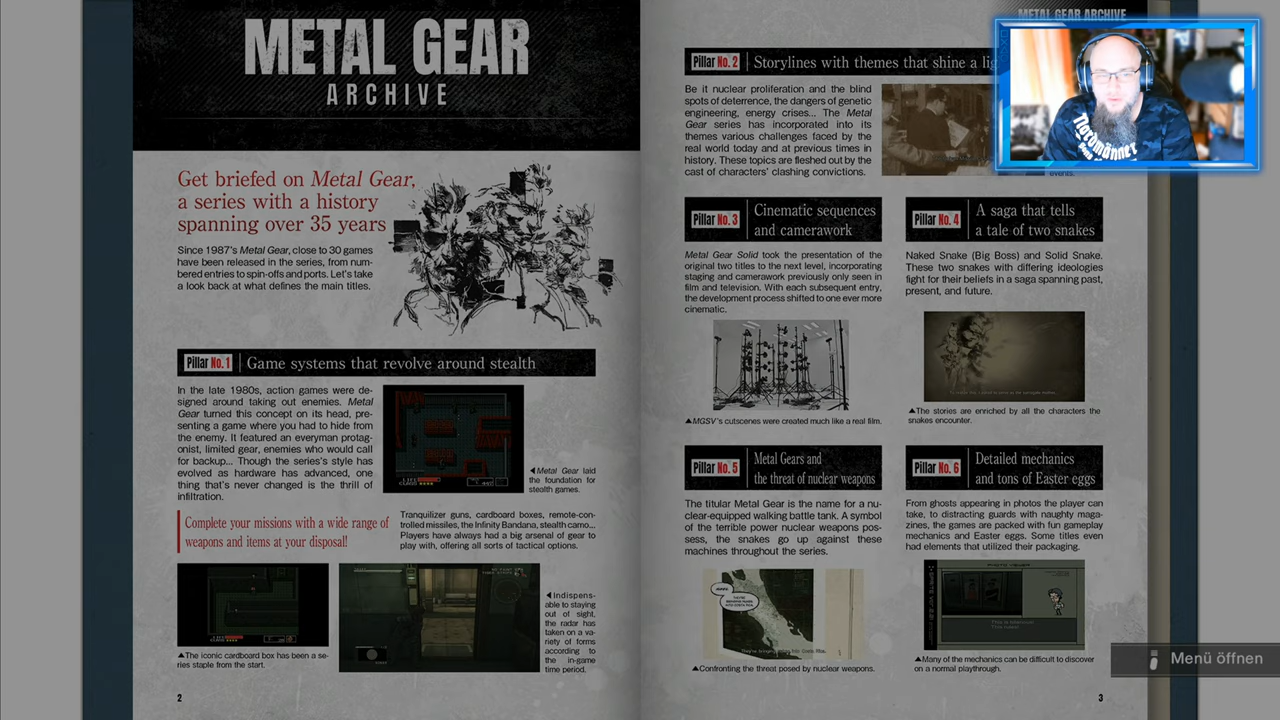 METAL GEAR
ARCHIVE
Get briefed on Metal Gear,
a series with a history
spanning over 35 years
Since 1987's Metal Gear, close to 30 games
have been released in the series, from num-
bered entries to spin-offs and ports. Let's take
a look back at what defines the main titles.
Pillar No. 1
Game systems that revolve around stealth
In the late 1980s, action games were de-
signed around taking out enemies. Metal
Gear turned this concept on its head, pre-
senting a game where you had to hide from
the enemy. It featured an everyman protag-
onist, limited gear, enemies who would call
for backup... Though the series's style has
evolved as hardware has advanced, one
thing that's never changed is the thrill of
infiltration.
LIFE
CLASS
◀Metal Gear laid
the foundation for
stealth games.
Complete your missions with a wide range of
weapons and items at your disposal!
Tranquilizer guns, cardboard boxes, remote-con-
trolled missiles, the Infinity Bandana, stealth camo...
Players have always had a big arsenal of gear to
play with, offering all sorts of tactical options.
▲The iconic cardboard box has been a se-
ries staple from the start.
◀Indispens-
able to staying
out of sight,
the radar has
taken on a va-
riety of forms
according to
the in-game
time period.
2
METAL GEAR ARCHIVE
Pillar No. 2
Storylines with themes that shine a
Be it nuclear proliferation and the blind
spots of deterrence, the dangers of genetic
engineering, energy crises... The Metal
Gear series has incorporated into its
themes various challenges faced by the
real world today and at previous times in
history. These topics are fleshed out by the
cast of characters' clashing convictions.
events.
Nordmänner
Pillar No. 3
Cinematic sequences
and camerawork
Metal Gear Solid took the presentation of the
original two titles to the next level, incorporating
staging and camerawork previously only seen in
film and television. With each subsequent entry,
the development process shifted to one ever more
cinematic.
▲MGSV's cutscenes were created much like a real film.
Pillar No. 4
A saga that tells
a tale of two snakes
Naked Snake (Big Boss) and Solid Snake.
These two snakes with differing ideologies
fight for their beliefs in a saga spanning past,
present, and future.
▲The stories are enriched by all the characters the
snakes encounter.
Pillar No. 5
Metal Gears and
the threat of nuclear weapons
The titular Metal Gear is the name for a nu-
clear-equipped walking battle tank. A symbol
of the terrible power nuclear weapons pos-
sess, the snakes go up against these
machines throughout the series.
▲Confronting the threat posed by nuclear weapons.
Pillar No. 6
Detailed mechanics
and tons of Easter eggs
From ghosts appearing in photos the player can
take, to distracting guards with naughty maga-
zines, the games are packed with fun gameplay
mechanics and Easter eggs. Some titles even
had elements that utilized their packaging.
PHOTO VIEWER
▲Many of the mechanics can be difficult to discover
on a normal playthrough.
Menü öffnen
3